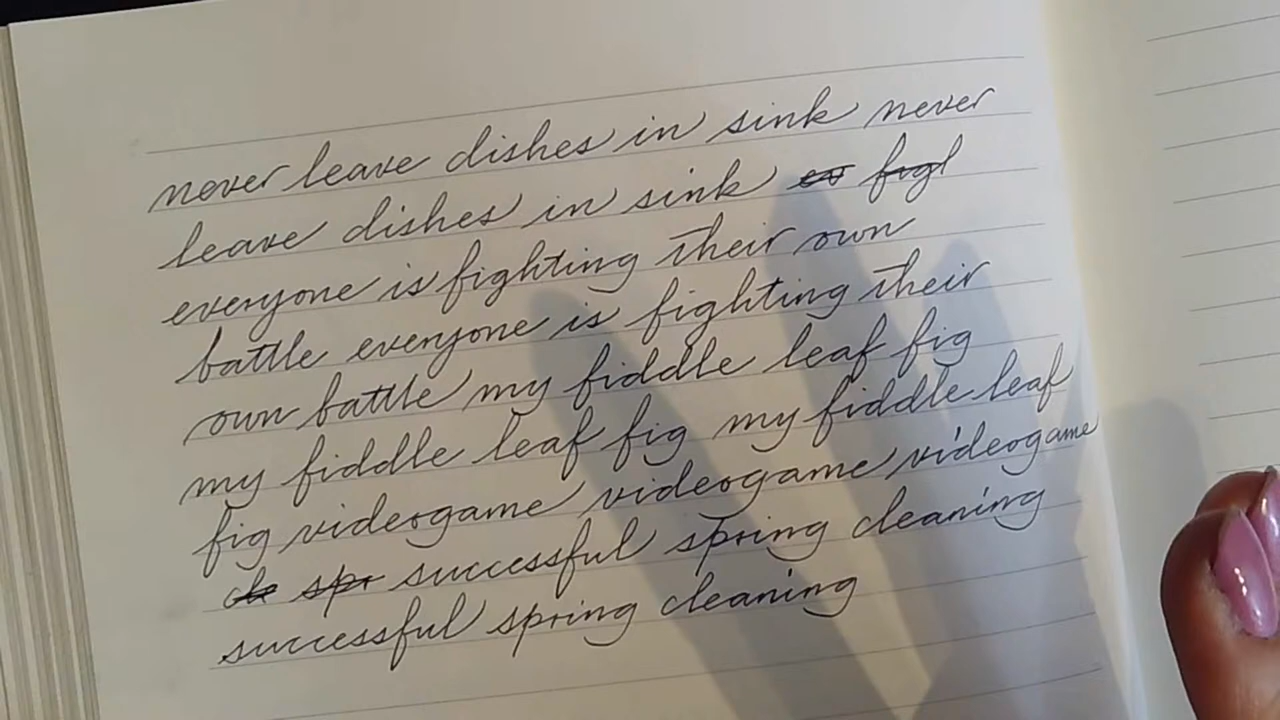 never leave dishes in sink never
leave dishes in sink
everyone is fighting their own
battle everyone is fighting their
own battle my fiddle leaf fig
my fiddle leaf fig my fiddle leaf
fig videogame videogame videogame
successful spring cleaning
successful spring cleaning